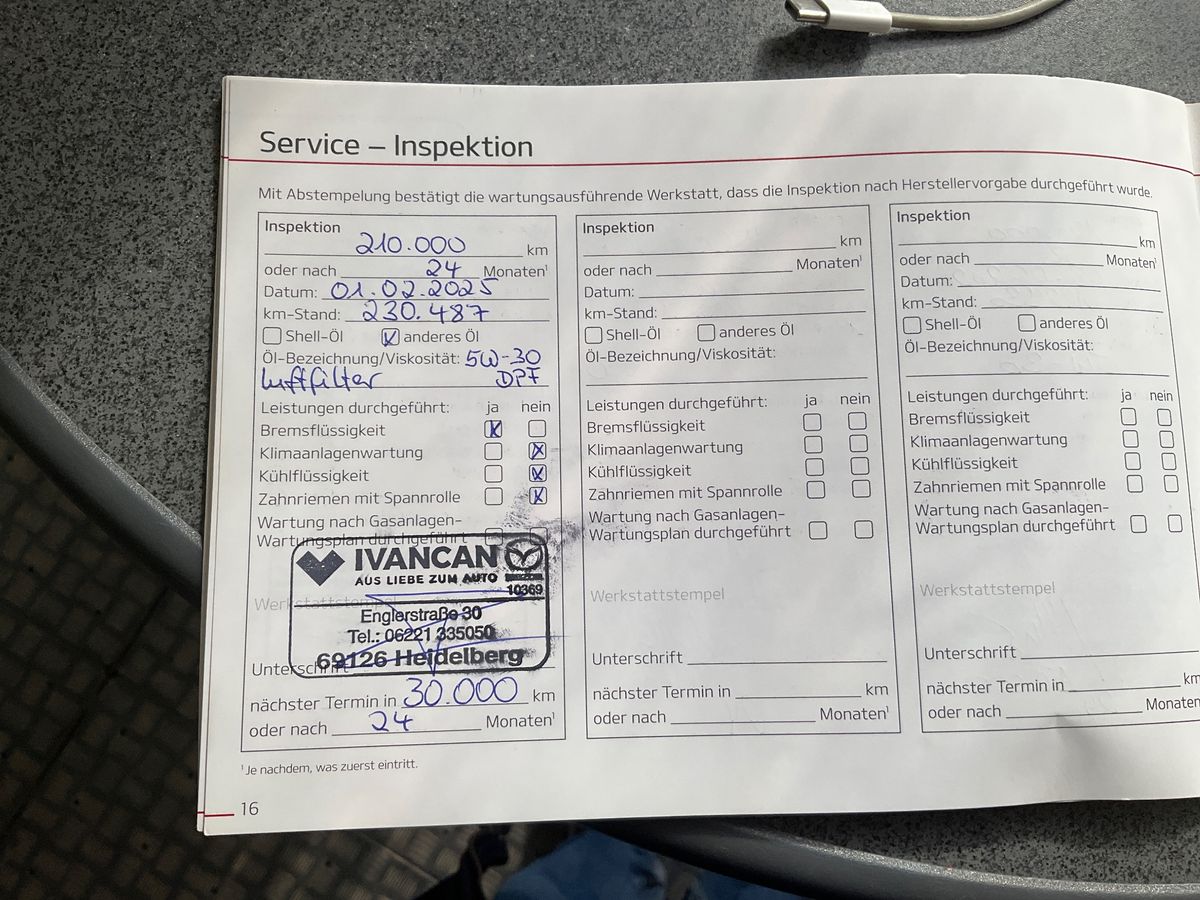 Service – Inspektion
Mit Abstempelung bestätigt die wartungsausführende Werkstatt, dass die Inspektion nach Herstellervorgabe durchgeführt wurde.
Inspektion
210.000 km
oder nach 24 Monaten¹
Datum: 01.02.2025
km-Stand: 230.487
Shell-Öl anderes Öl
Öl-Bezeichnung/Viskosität: 5W-30
Luftfilter DPF
Leistungen durchgeführt: ja nein
Bremsflüssigkeit
Klimaanlagenwartung
Kühlflüssigkeit
Zahnriemen mit Spannrolle
Wartung nach Gasanlagen-
Wartungsplan durchgeführt
IVANCAN
AUS LIEBE ZUM AUTO
10369
Werkstattstempel
Englerstraße 30
Tel.: 06221 335050
69126 Heidelberg
Unterschrift
nächster Termin in 30.000 km
oder nach 24 Monaten¹
Inspektion
km
oder nach Monaten¹
Datum:
km-Stand:
Shell-Öl anderes Öl
Öl-Bezeichnung/Viskosität:
Leistungen durchgeführt: ja nein
Bremsflüssigkeit
Klimaanlagenwartung
Kühlflüssigkeit
Zahnriemen mit Spannrolle
Wartung nach Gasanlagen-
Wartungsplan durchgeführt
Werkstattstempel
Unterschrift
nächster Termin in km
oder nach Monaten¹
Inspektion
km
oder nach Monaten¹
Datum:
km-Stand:
Shell-Öl anderes Öl
Öl-Bezeichnung/Viskosität:
Leistungen durchgeführt: ja nein
Bremsflüssigkeit
Klimaanlagenwartung
Kühlflüssigkeit
Zahnriemen mit Spannrolle
Wartung nach Gasanlagen-
Wartungsplan durchgeführt
Werkstattstempel
Unterschrift
nächster Termin in km
oder nach Monaten
¹Je nachdem, was zuerst eintritt.
16